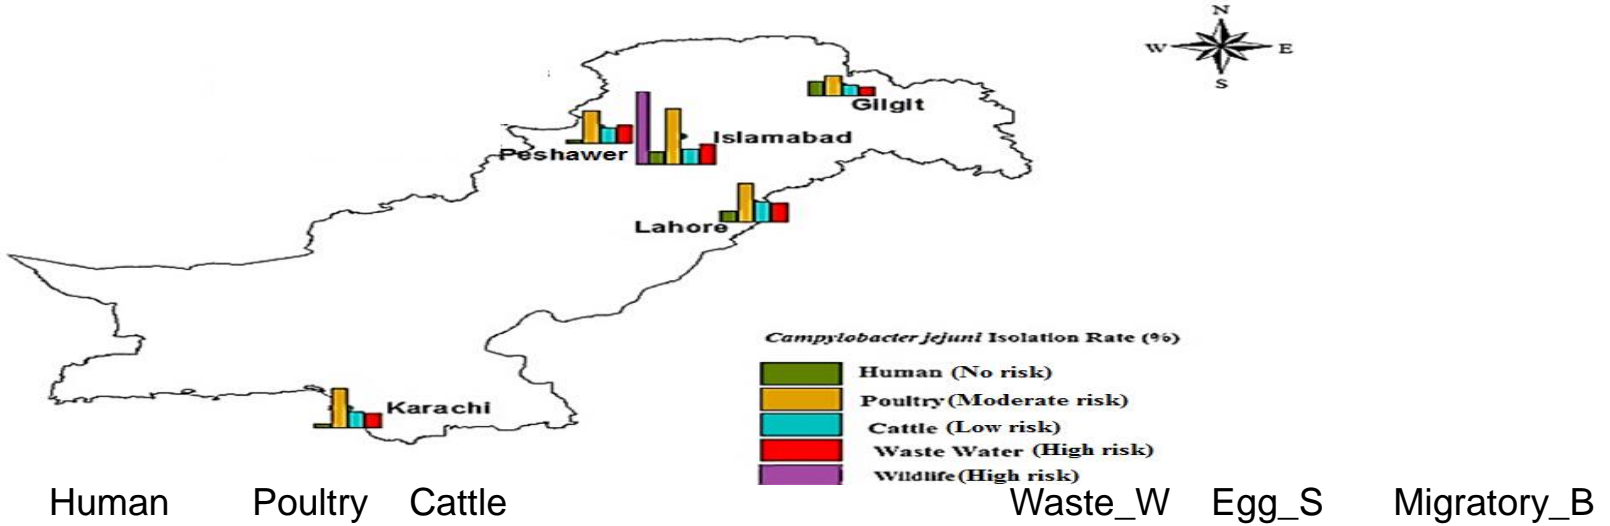 N
W E
S
Gilgit
Islamabad
Peshawer
Lahore
Campylobacter jejuni Isolation Rate (%)
Human (No risk)
Poultry (Moderate risk)
Karachi
Cattle (Low risk)
Waste Water (High risk)
Wildlife (High risk)
Human Poultry Cattle Waste_W Egg_S Migratory_B